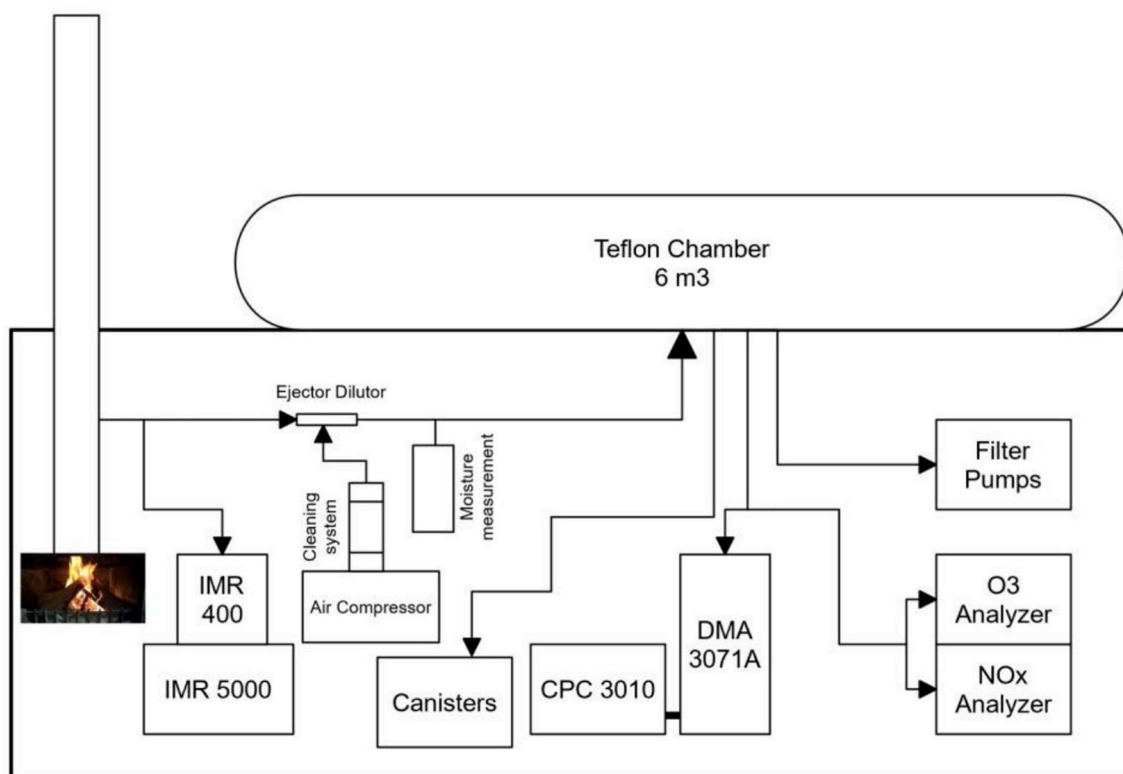 Teflon Chamber
6 m3
Ejector Dilutor
Cleaning
system
Moisture
measurement
Filter
Pumps
IMR
400
Air Compressor
O3
Analyzer
DMA
3071A
IMR 5000
Canisters
CPC 3010
NOx
Analyzer